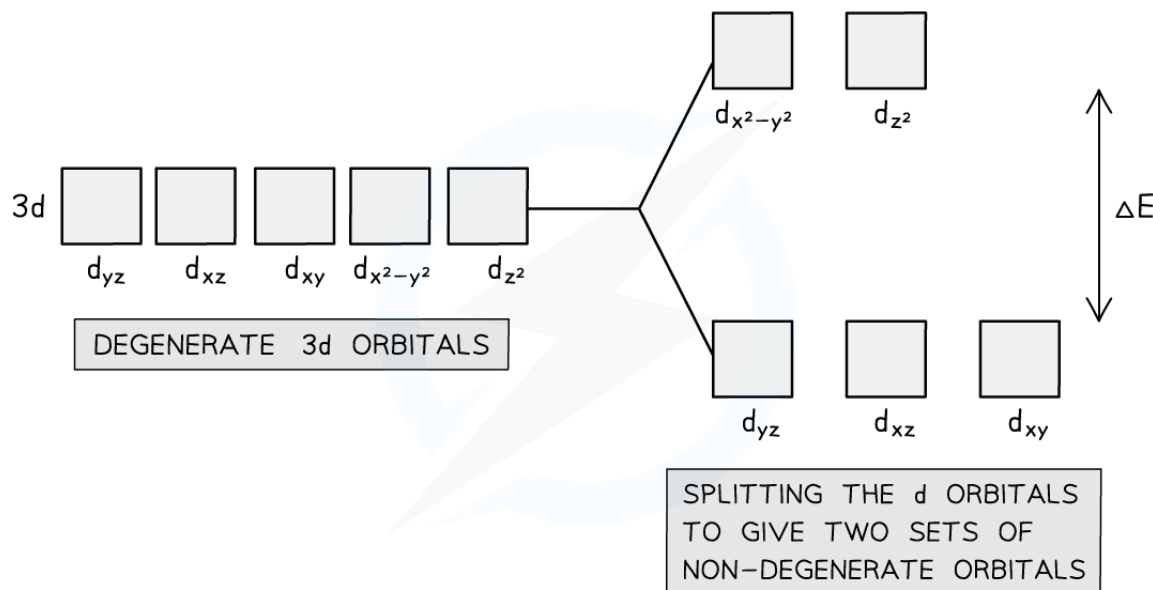 d_x²−y² d_z²
3d
d_yz d_xz d_xy d_x²−y² d_z²
ΔE
DEGENERATE 3d ORBITALS
d_yz d_xz d_xy
SPLITTING THE d ORBITALS
TO GIVE TWO SETS OF
NON-DEGENERATE ORBITALS